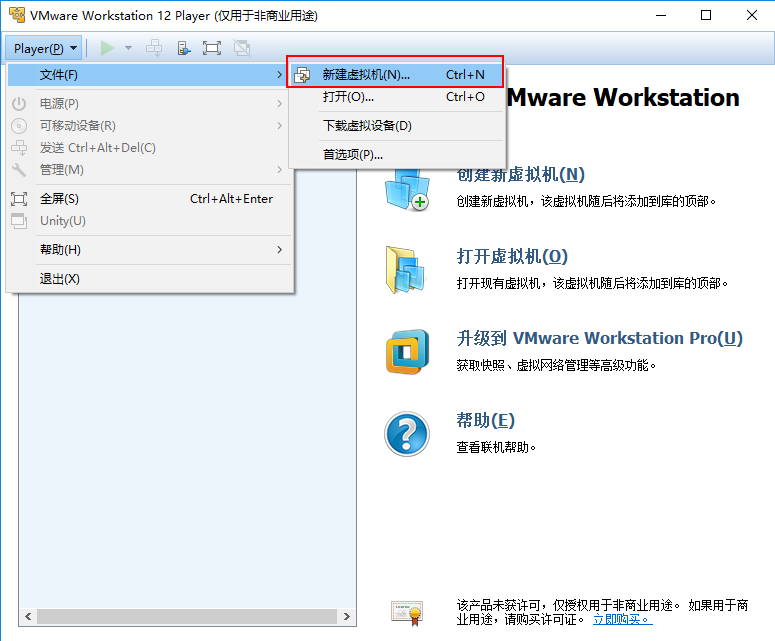 VMware Workstation 12 Player (仅用于非商业用途)
Player(P)
文件(F)
新建虚拟机(N)... Ctrl+N
打开(O)... Ctrl+O
下载虚拟设备(D)
首选项(P)...
电源(P)
可移动设备(R)
发送 Ctrl+Alt+Del(C)
管理(M)
全屏(S) Ctrl+Alt+Enter
Unity(U)
帮助(H)
退出(X)
Mware Workstation
创建新虚拟机(N)
创建新虚拟机，该虚拟机随后将添加到库的顶部。
打开虚拟机(O)
打开现有虚拟机，该虚拟机随后将添加到库的顶部。
升级到 VMware Workstation Pro(U)
获取快照、虚拟网络管理等高级功能。
帮助(E)
查看联机帮助。
该产品未获许可，仅授权用于非商业用途。 如果用于商
业用途，请购买许可证。 立即购买。